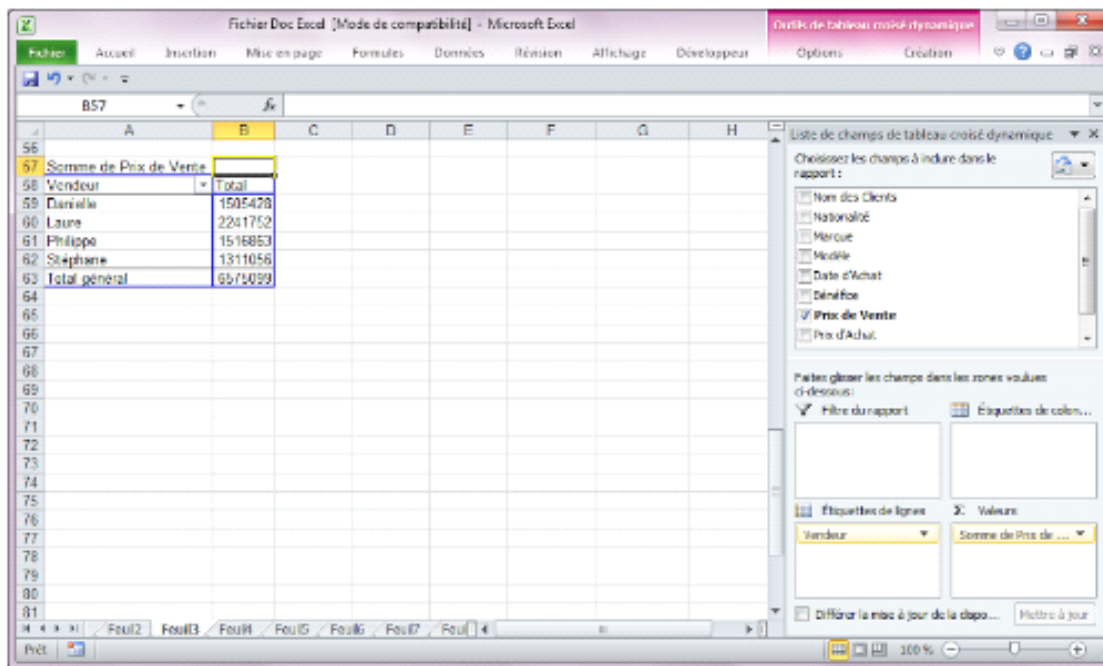 Fichier Doc Excel [Mode de compatibilité] - Microsoft Excel
Outils de tableau croisé dynamique
Fichier Accueil Insertion Mise en page Formules Données Révision Affichage Développeur Options Création
B57 fx
A B C D E F G H
56
57 Somme de Prix de Vente
58 Vendeur Total
59 Danielle 1505428
60 Laure 2241752
61 Philippe 1516863
62 Stéphane 1311056
63 Total général 6575099
64
65
66
67
68
69
70
71
72
73
74
75
76
77
78
79
80
81
Feuil2 Feuil3 Feuil4 Feuil5 Feuil6 Feuil7 Feuil
Prêt 100 %
Liste de champs de tableau croisé dynamique
Choisissez les champs à inclure dans le
rapport :
Nom des Clients
Nationalité
Marque
Modèle
Date d'Achat
Bénéfice
Prix de Vente
Prix d'Achat
Faites glisser les champs dans les zones voulues
ci-dessous:
Filtre du rapport Étiquettes de colon...
Étiquettes de lignes Σ Valeurs
Vendeur Somme de Prix de ...
Différer la mise à jour de la dispo... Mettre à jour